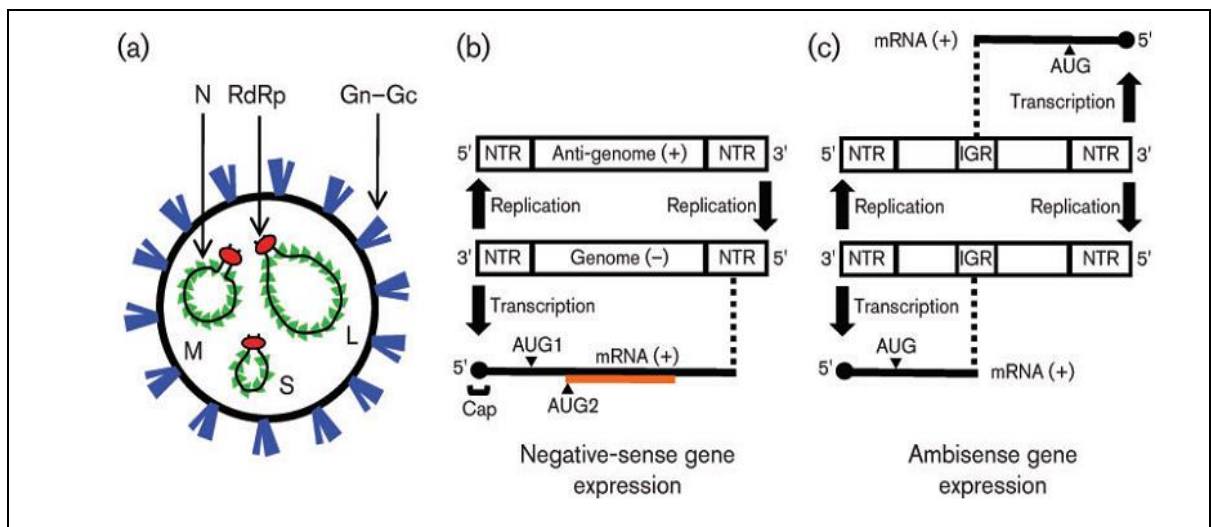 (a)
N RdRp Gn–Gc
M
L
S
(b)
5' NTR Anti-genome (+) NTR 3'
Replication Replication
3' NTR Genome (–) NTR 5'
Transcription
AUG1
mRNA (+)
5'
Cap
AUG2
Negative-sense gene
expression
(c)
mRNA (+) 5'
AUG
Transcription
5' NTR IGR NTR 3'
Replication Replication
3' NTR IGR NTR 5'
Transcription
AUG
5' mRNA (+)
Ambisense gene
expression